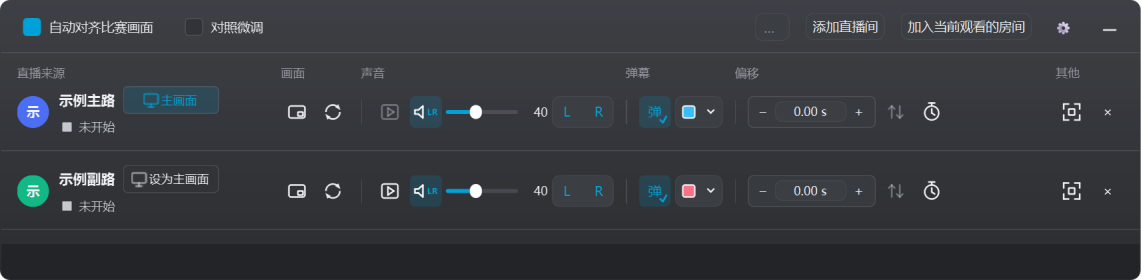 自动对齐比赛画面 对照微调 ... 添加直播间 加入当前观看的房间
直播来源 画面 声音 弹幕 偏移 其他
示 示例主路 主画面 LR 40 L R 弹 − 0.00 s + ×
未开始
示 示例副路 设为主画面 LR 40 L R 弹 − 0.00 s + ×
未开始